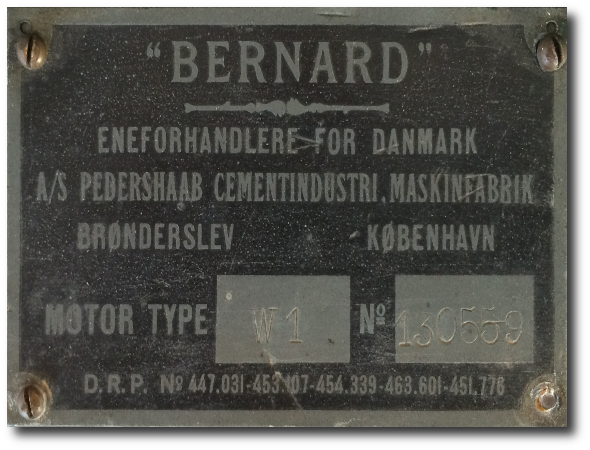 "BERNARD"
ENEFORHANDLERE FOR DANMARK
A/S PEDERSHAAB CEMENTINDUSTRI, MASKINFABRIK
BRØNDERSLEV KØBENHAVN
MOTOR TYPE W1 Nº 130559
D.R.P. Nº 447.031-453.107-454.339-463.601-451.776